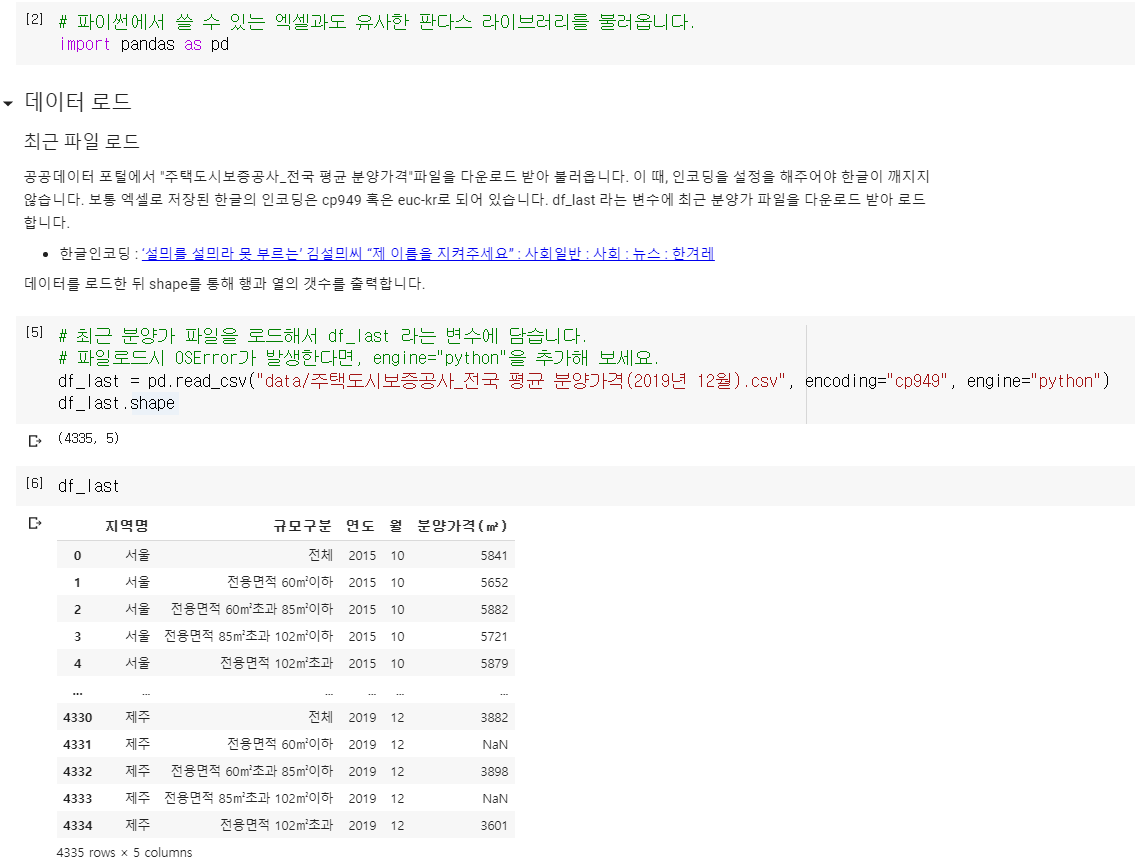 [2] # 파이썬에서 쓸 수 있는 엑셀과도 유사한 판다스 라이브러리를 불러옵니다.
import pandas as pd
데이터 로드
최근 파일 로드
공공데이터 포털에서 "주택도시보증공사_전국 평균 분양가격"파일을 다운로드 받아 불러옵니다. 이 때, 인코딩을 설정을 해주어야 한글이 깨지지
않습니다. 보통 엑셀로 저장된 한글의 인코딩은 cp949 혹은 euc-kr로 되어 있습니다. df_last 라는 변수에 최근 분양가 파일을 다운로드 받아 로드
합니다.
• 한글인코딩 : '설믜를 설믜라 못 부르는' 김설믜씨 “제 이름을 지켜주세요” : 사회일반 : 사회 : 뉴스 : 한겨레
데이터를 로드한 뒤 shape를 통해 행과 열의 갯수를 출력합니다.
[5] # 최근 분양가 파일을 로드해서 df_last 라는 변수에 담습니다.
# 파일로드시 OSError가 발생한다면, engine="python"을 추가해 보세요.
df_last = pd.read_csv("data/주택도시보증공사_전국 평균 분양가격(2019년 12월).csv", encoding="cp949", engine="python")
df_last.shape
(4335, 5)
[6] df_last
지역명 규모구분 연도 월 분양가격(㎡)
0 서울 전체 2015 10 5841
1 서울 전용면적 60㎡이하 2015 10 5652
2 서울 전용면적 60㎡초과 85㎡이하 2015 10 5882
3 서울 전용면적 85㎡초과 102㎡이하 2015 10 5721
4 서울 전용면적 102㎡초과 2015 10 5879
... ... ... ... ... ...
4330 제주 전체 2019 12 3882
4331 제주 전용면적 60㎡이하 2019 12 NaN
4332 제주 전용면적 60㎡초과 85㎡이하 2019 12 3898
4333 제주 전용면적 85㎡초과 102㎡이하 2019 12 NaN
4334 제주 전용면적 102㎡초과 2019 12 3601
4335 rows × 5 columns